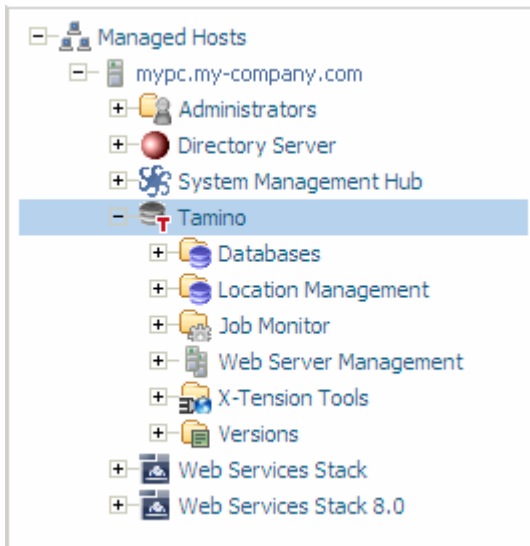 Managed Hosts
mypc.my-company.com
Administrators
Directory Server
System Management Hub
Tamino
Databases
Location Management
Job Monitor
Web Server Management
X-Tension Tools
Versions
Web Services Stack
Web Services Stack 8.0